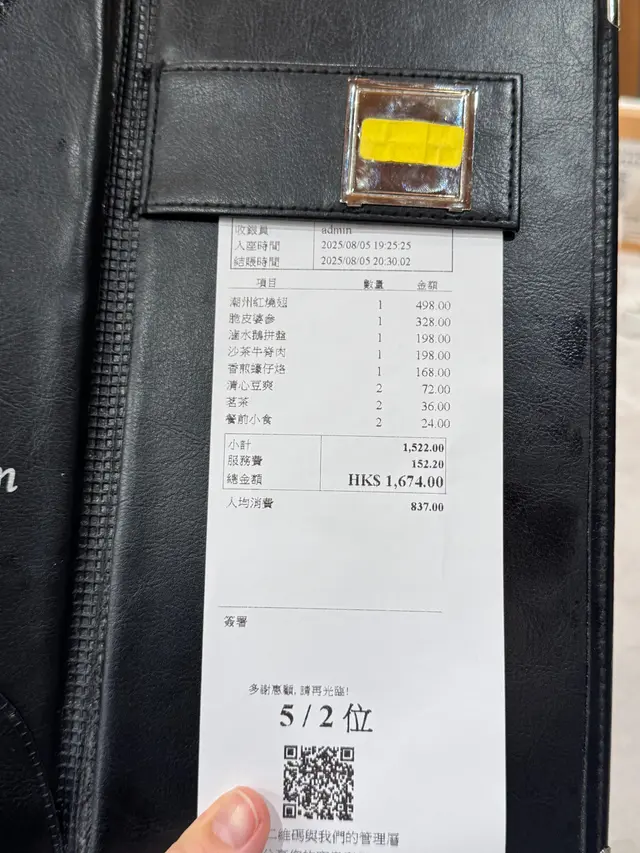 收銀員 admin
入座時間 2025/08/05 19:25:25
結賬時間 2025/08/05 20:30:02
項目 數量 金額
潮州紅燒翅 1 498.00
脆皮婆參 1 328.00
滷水鵝拼盤 1 198.00
沙茶牛脊肉 1 198.00
香煎蠔仔烙 1 168.00
清心豆爽 2 72.00
茗茶 2 36.00
餐前小食 2 24.00
小計 1,522.00
服務費 152.20
總金額 HK$ 1,674.00
人均消費 837.00
簽署
多謝惠顧, 請再光臨!
5 / 2 位
二維碼與我們的管理層
n